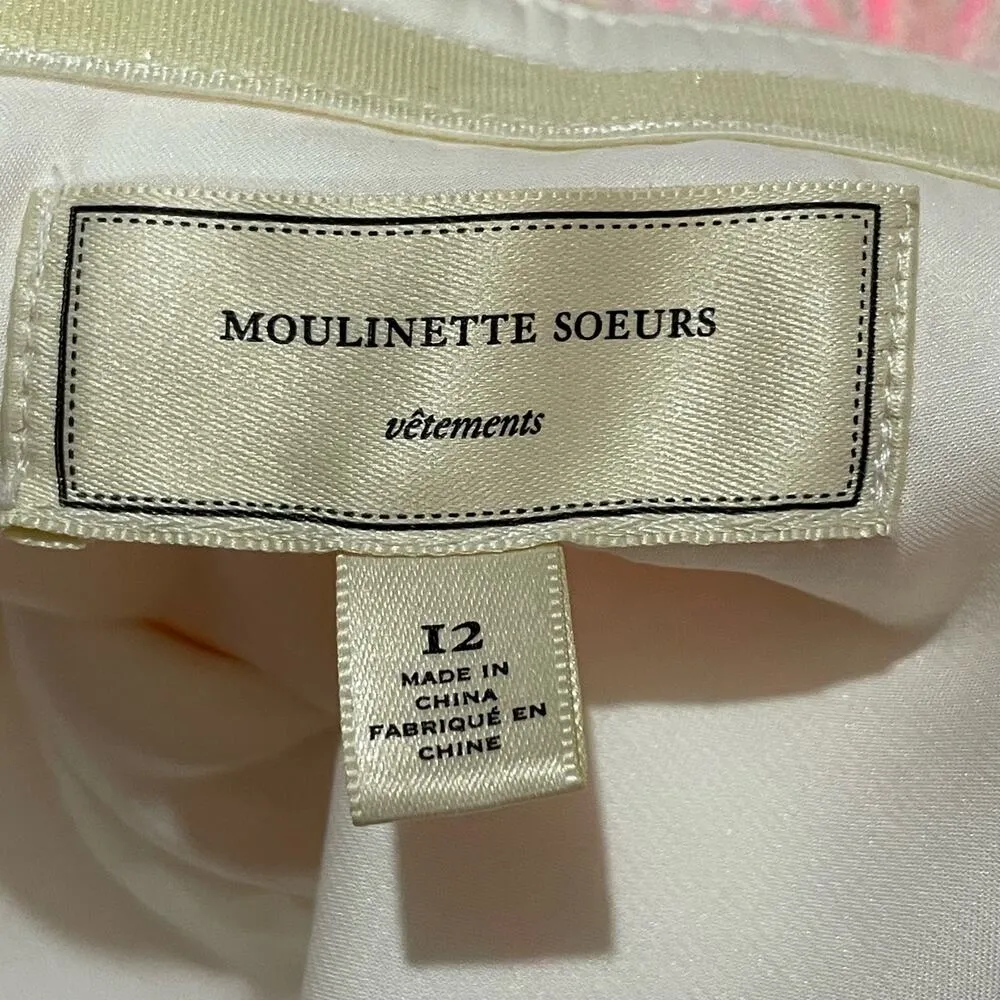 MOULINETTE SOEURS
vêtements
12
MADE IN
CHINA
FABRIQUÉ EN
CHINE